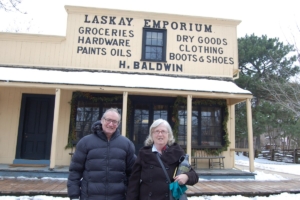 LASKAY EMPORIUM
GROCERIES
HARDWARE
PAINTS OILS
DRY GOODS
CLOTHING
BOOTS & SHOES
H. BALDWIN